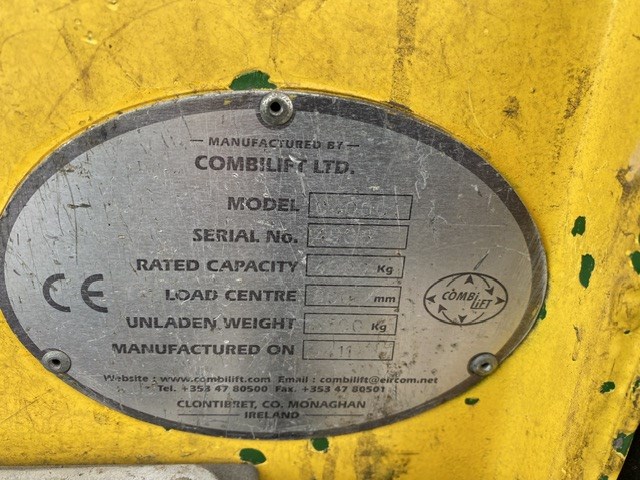 MANUFACTURED BY
COMBILIFT LTD.
MODEL
SERIAL No.
RATED CAPACITY Kg
LOAD CENTRE mm
UNLADEN WEIGHT Kg
MANUFACTURED ON
CE
COMBi LiFT
Website : www.combilift.com Email : combilift@eircom.net
Tel. +353 47 80500 Fax. +353 47 80501
CLONTIBRET, CO. MONAGHAN
IRELAND